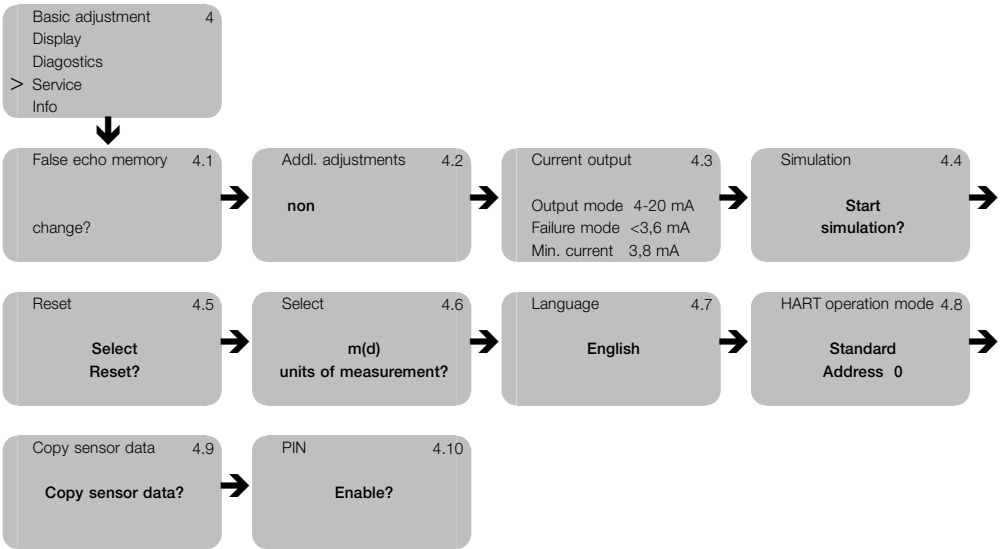 Basic adjustment 4
Display
Diagostics
> Service
Info
False echo memory 4.1
change?
Addl. adjustments 4.2
non
Current output 4.3
Output mode 4-20 mA
Failure mode <3,6 mA
Min. current 3,8 mA
Simulation 4.4
Start
simulation?
Reset 4.5
Select
Reset?
Select 4.6
m(d)
units of measurement?
Language 4.7
English
HART operation mode 4.8
Standard
Address 0
Copy sensor data 4.9
Copy sensor data?
PIN 4.10
Enable?